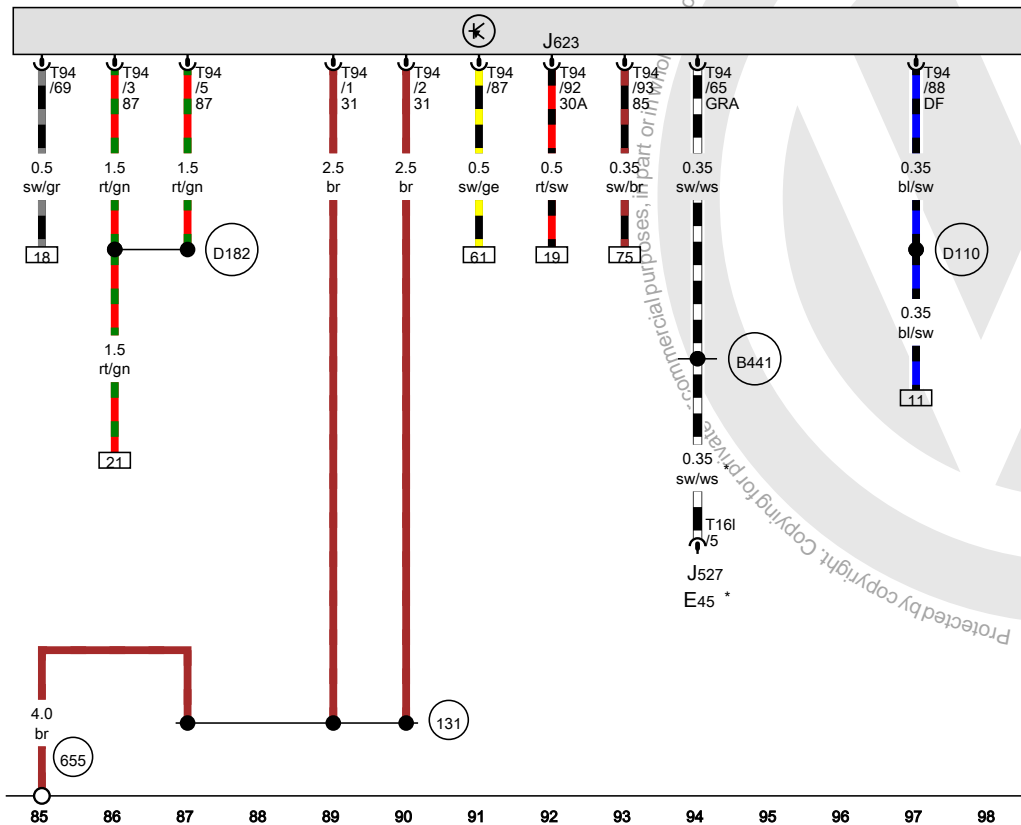 J623
T94 /69
T94 /3 87
T94 /5 87
T94 /1 31
T94 /2 31
T94 /87
T94 /92 30A
T94 /93 85
T94 /65 GRA
T94 /88 DF
0.5 1.5 1.5 2.5 2.5 0.5 0.5 0.35 0.35 0.35
sw/gr rt/gn rt/gn br br sw/ge rt/sw sw/br sw/ws bl/sw
18 D182 61 19 75 D110
0.35
bl/sw
1.5
rt/gn
B441
11
21
0.35
sw/ws *
T16l
/5
J527
E45 *
4.0
br
131
655
85 86 87 88 89 90 91 92 93 94 95 96 97 98
commercial purposes, in part or in whole
Protected by copyright. Copying for private